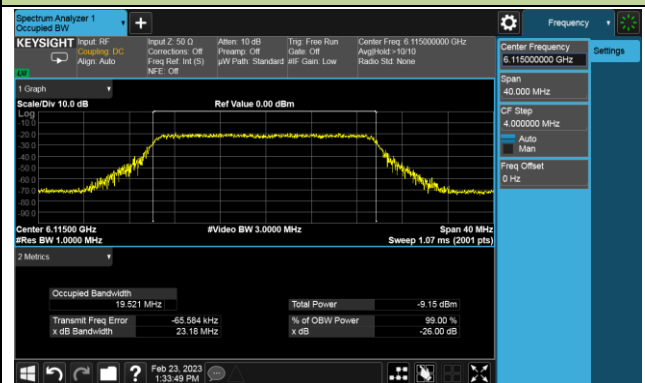 Spectrum Analyzer 1
Occupied BW
+
Frequency
KEYSIGHT
Input: RF
Coupling: DC
Align: Auto
Input Z: 50 Ω
Corrections: Off
Freq Ref: Int (S)
NFE: Off
Atten: 10 dB
Preamp: Off
µW Path: Standard
Trig: Free Run
Gate: Off
#IF Gain: Low
Center Freq: 6.115000000 GHz
Avg|Hold:>10/10
Radio Std: None
Center Frequency
6.115000000 GHz
Settings
Span
40.000 MHz
CF Step
4.000000 MHz
Auto
Man
Freq Offset
0 Hz
1 Graph
Scale/Div 10.0 dB
Ref Value 0.00 dBm
Log
-10.0
-20.0
-30.0
-40.0
-50.0
-60.0
-70.0
-80.0
-90.0
Center 6.11500 GHz
#Video BW 3.0000 MHz
Span 40 MHz
#Res BW 1.0000 MHz
Sweep 1.07 ms (2001 pts)
2 Metrics
Occupied Bandwidth
19.521 MHz
Total Power
-9.15 dBm
Transmit Freq Error
-65.584 kHz
% of OBW Power
99.00 %
x dB Bandwidth
23.18 MHz
x dB
-26.00 dB
?
Feb 23, 2023
1:33:49 PM